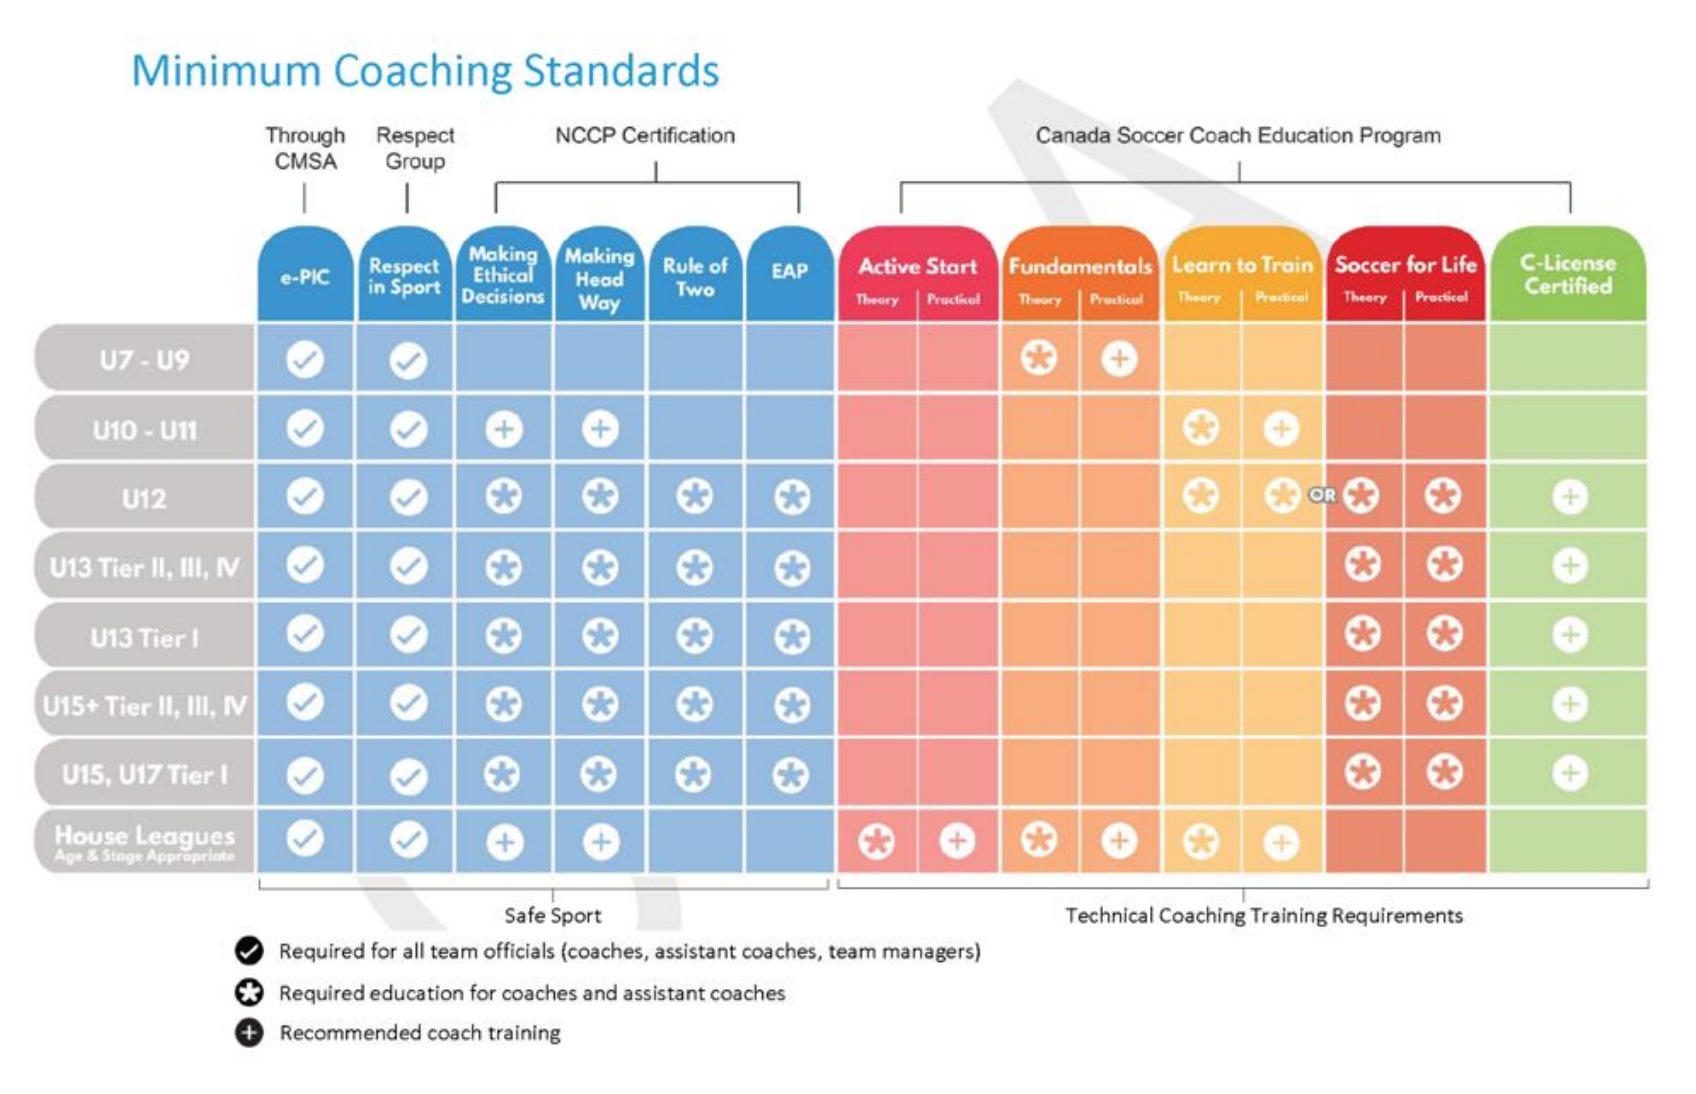 Minimum Coaching Standards
Through CMSA
Respect Group
NCCP Certification
Canada Soccer Coach Education Program
e-PIC
Respect in Sport
Making Ethical Decisions
Making Head Way
Rule of Two
EAP
Active Start
Theory Practical
Fundamentals
Theory Practical
Learn to Train
Theory Practical
Soccer for Life
Theory Practical
C-License Certified
U7 - U9
U10 - U11
U12
OR
U13 Tier II, III, IV
U13 Tier I
U15+ Tier II, III, IV
U15, U17 Tier I
House Leagues
Age & Stage Appropriate
Safe Sport
Technical Coaching Training Requirements
Required for all team officials (coaches, assistant coaches, team managers)
Required education for coaches and assistant coaches
Recommended coach training